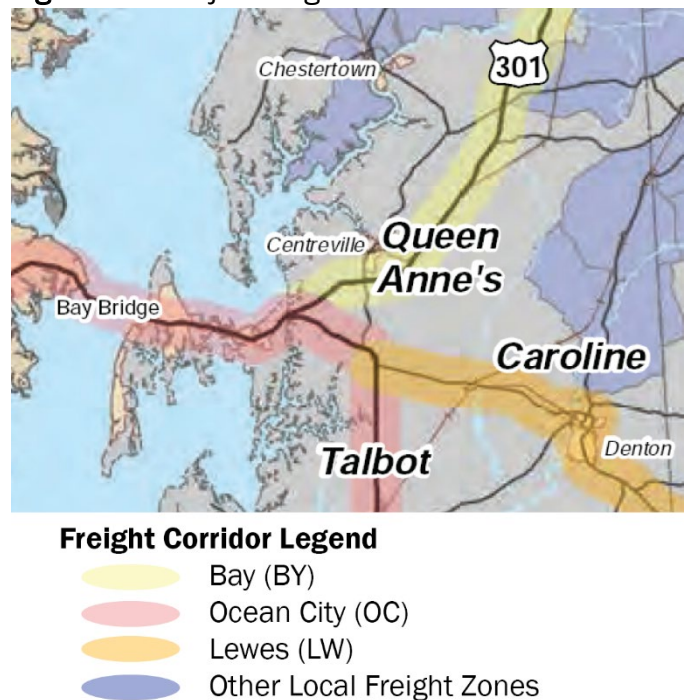 301
Chestertown
Centreville
Queen
Anne's
Bay Bridge
Caroline
Talbot
Denton
Freight Corridor Legend
Bay (BY)
Ocean City (OC)
Lewes (LW)
Other Local Freight Zones